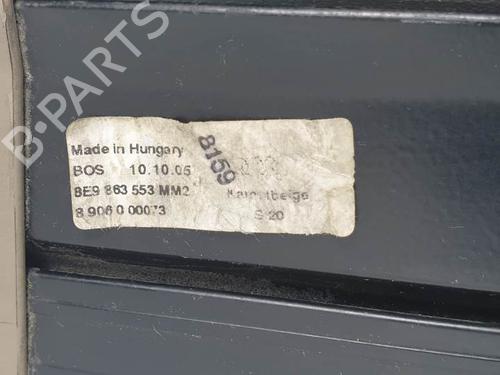 B-PARTS
Made in Hungary
BOS 10.10.05
8E9 863 553 MM2
8 906 0 00073
8159
S 20